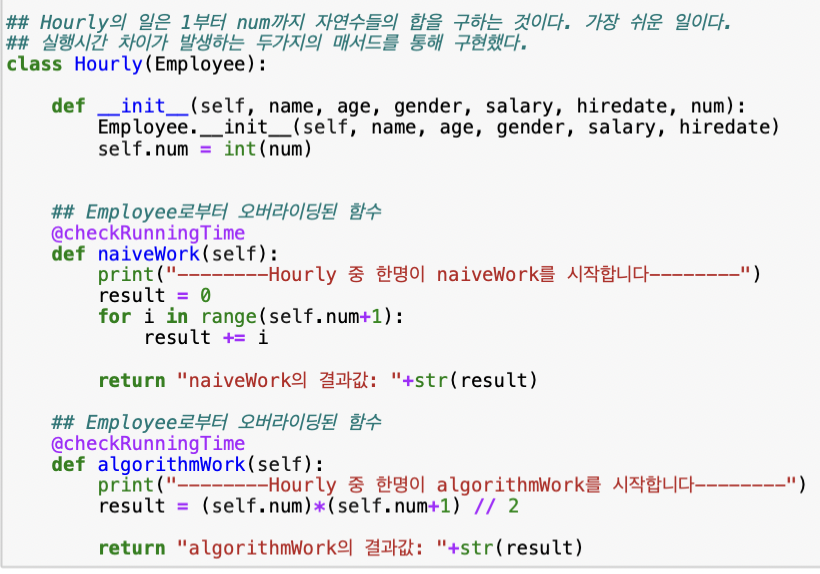 ## Hourly의 일은 1부터 num까지 자연수들의 합을 구하는 것이다. 가장 쉬운 일이다.
## 실행시간 차이가 발생하는 두가지의 매서드를 통해 구현했다.
class Hourly(Employee):
    def __init__(self, name, age, gender, salary, hiredate, num):
        Employee.__init__(self, name, age, gender, salary, hiredate)
        self.num = int(num)
    ## Employee로부터 오버라이딩된 함수
    @checkRunningTime
    def naiveWork(self):
        print("--------Hourly 중 한명이 naiveWork를 시작합니다--------")
        result = 0
        for i in range(self.num+1):
            result += i
        return "naiveWork의 결과값: "+str(result)
    ## Employee로부터 오버라이딩된 함수
    @checkRunningTime
    def algorithmWork(self):
        print("--------Hourly 중 한명이 algorithmWork를 시작합니다--------")
        result = (self.num)*(self.num+1) // 2
        return "algorithmWork의 결과값: "+str(result)